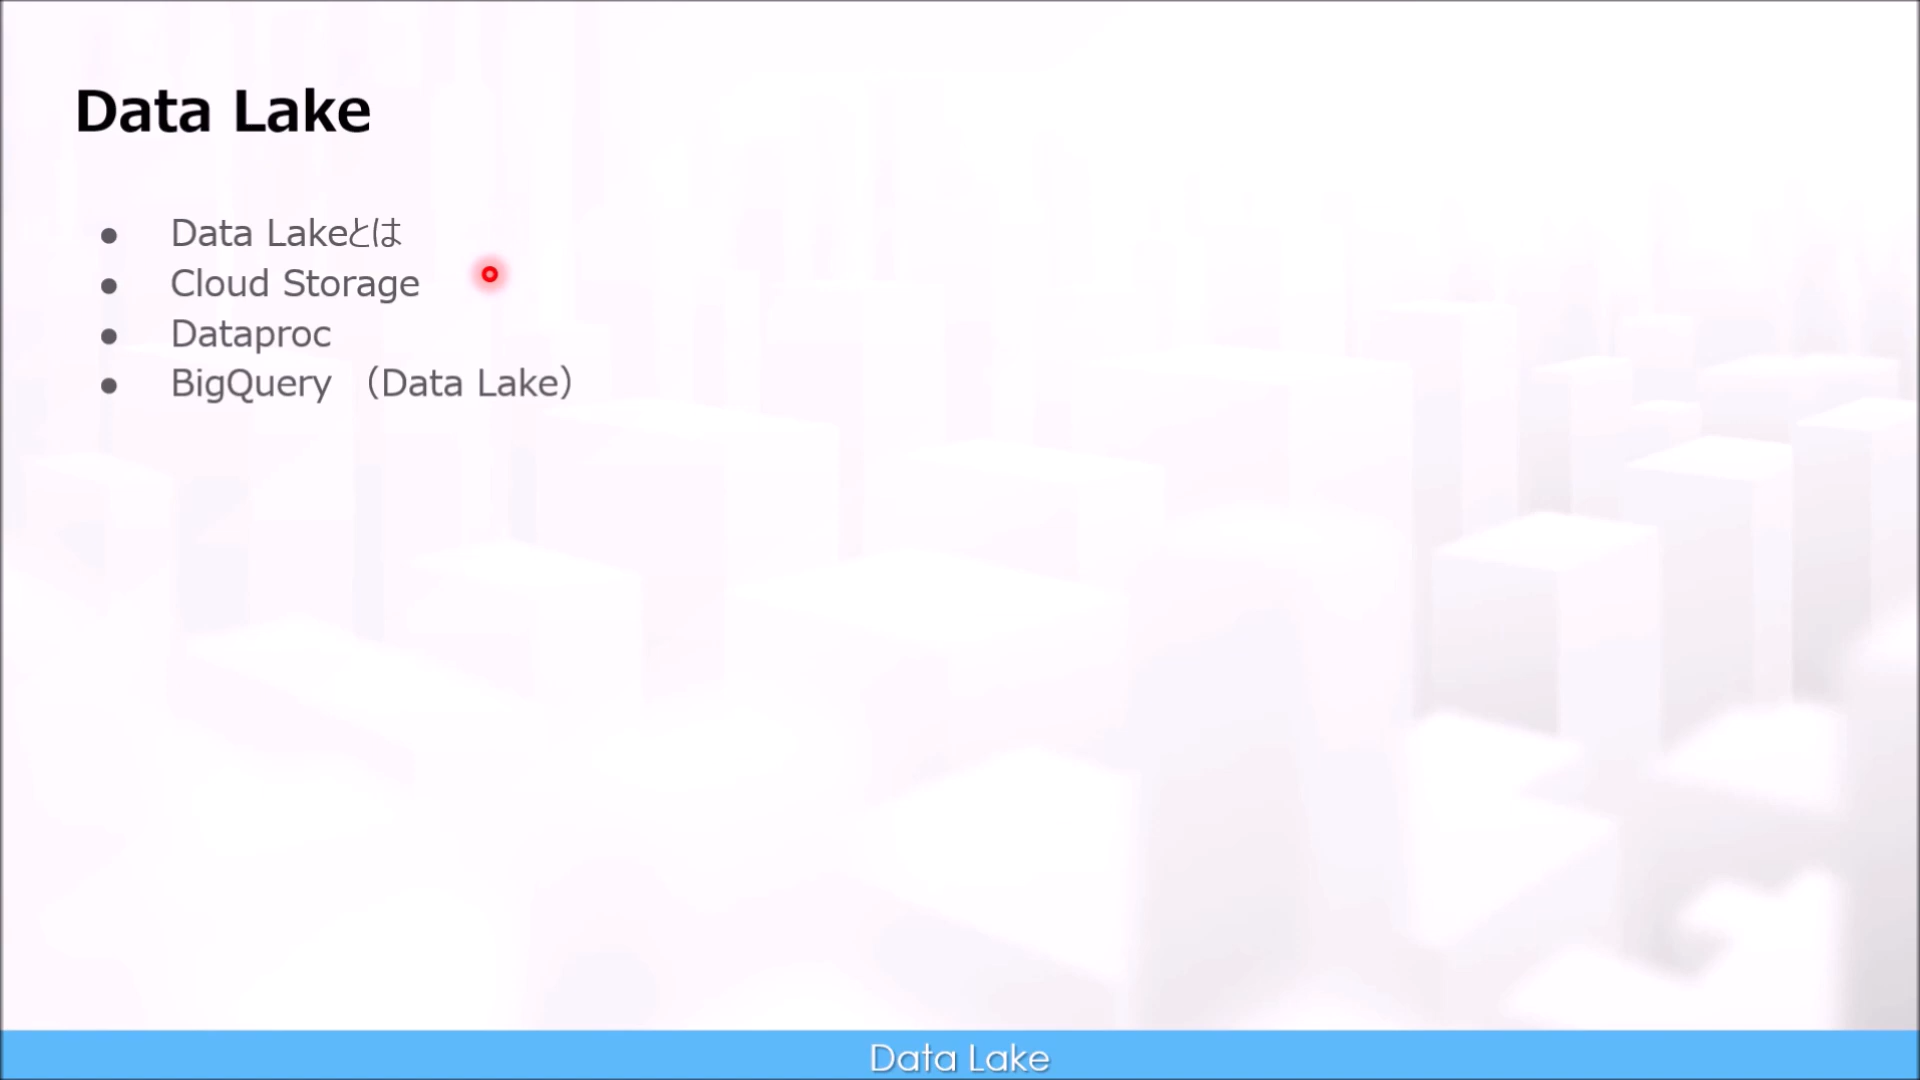 Data Lake
● Data Lakeとは
● Cloud Storage
● Dataproc
● BigQuery （Data Lake）
Data Lake